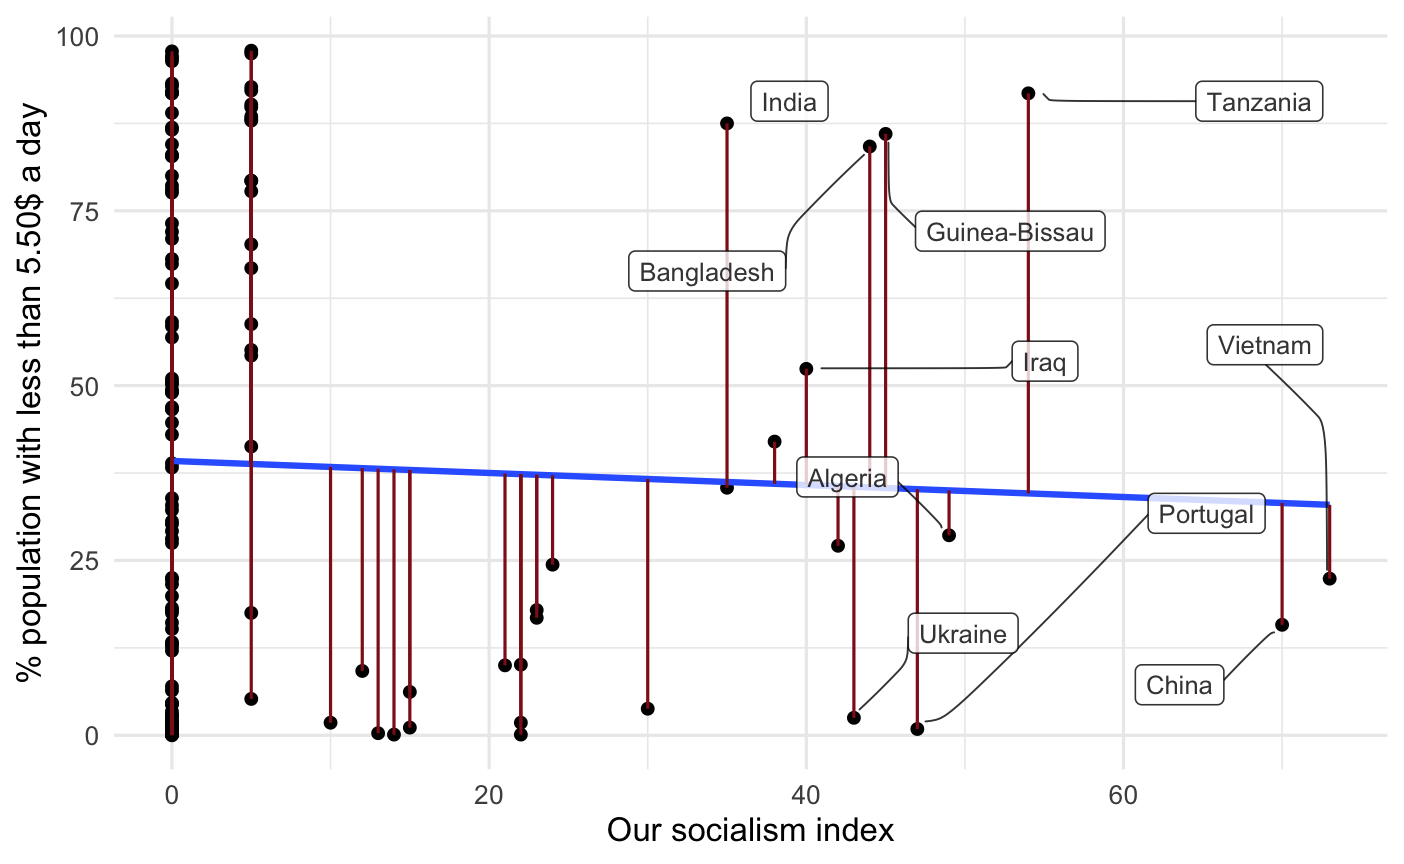 100
75
50
25
0
% population with less than 5.50$ a day
India
Tanzania
Guinea-Bissau
Bangladesh
Vietnam
Iraq
Algeria
Portugal
Ukraine
China
0
20
40
60
Our socialism index